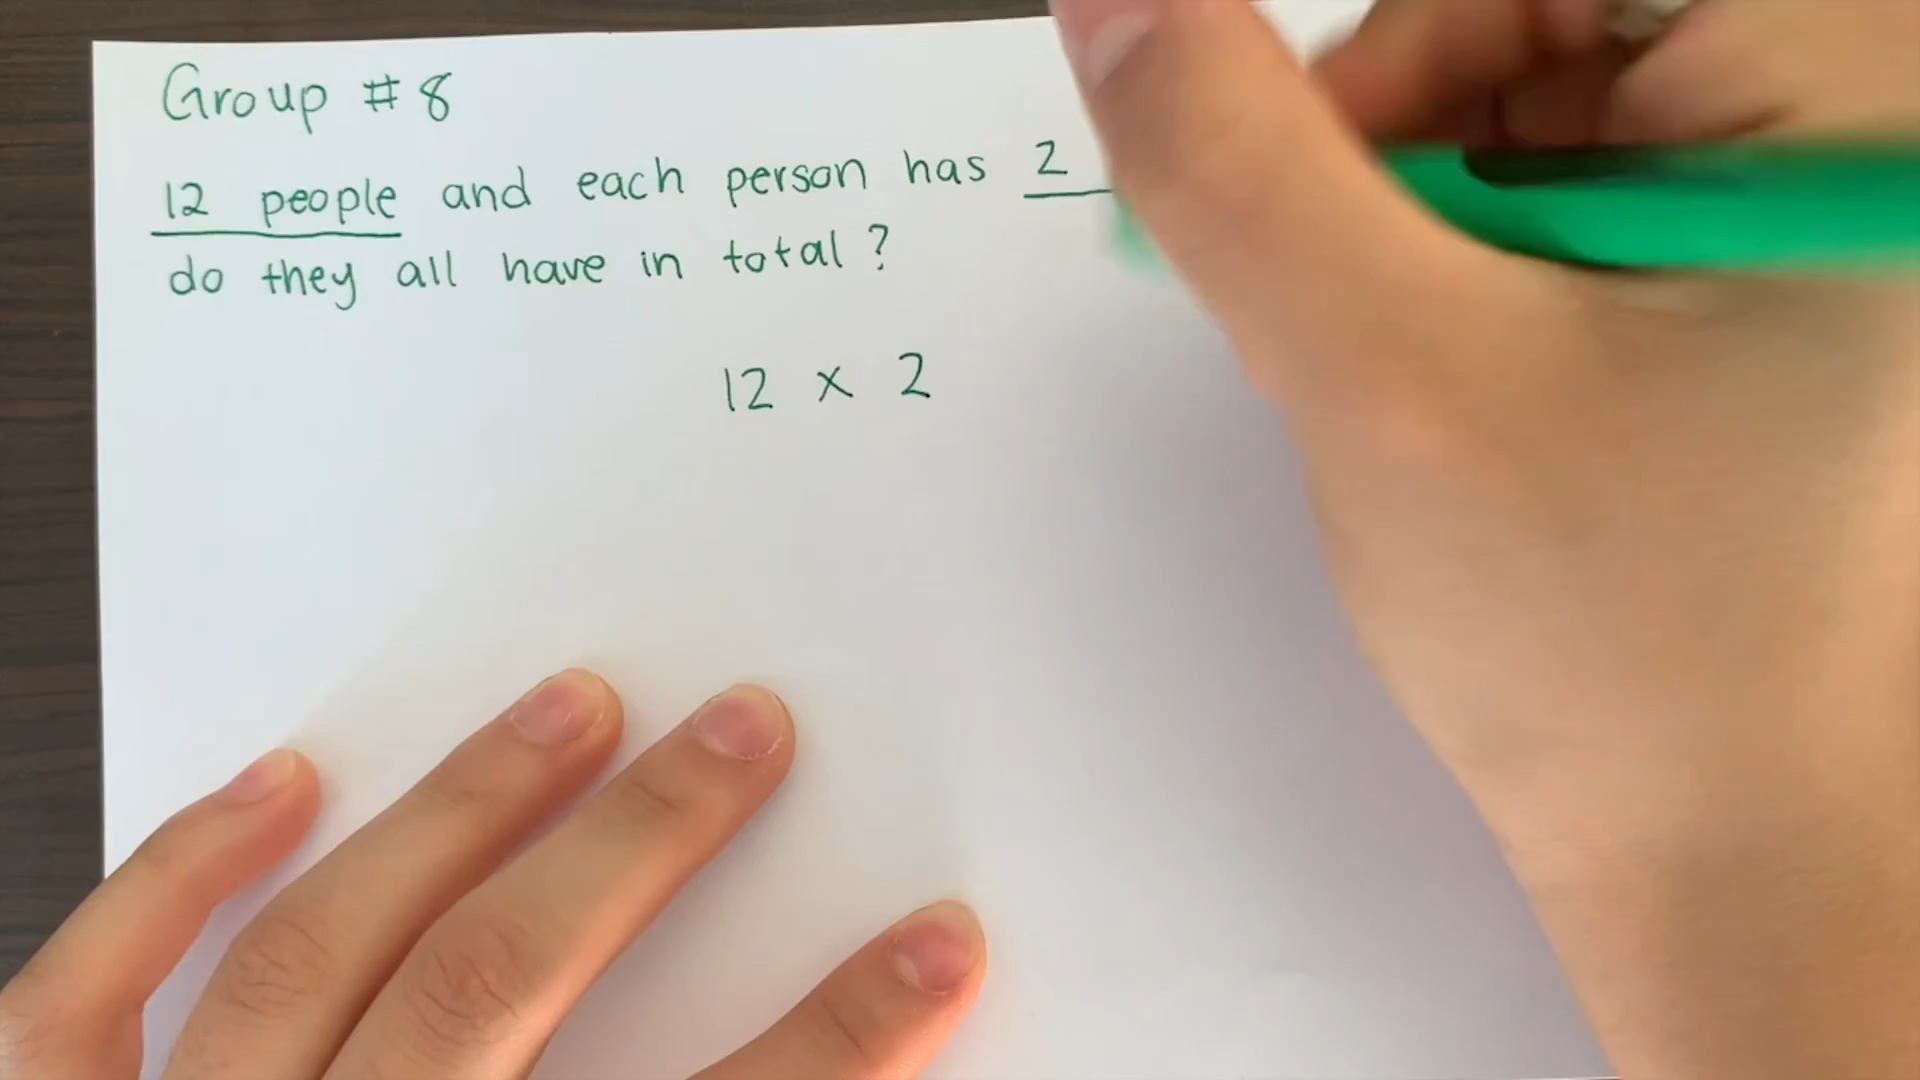 Group # 8
12 people and each person has 2
do they all have in total ?
12 x 2